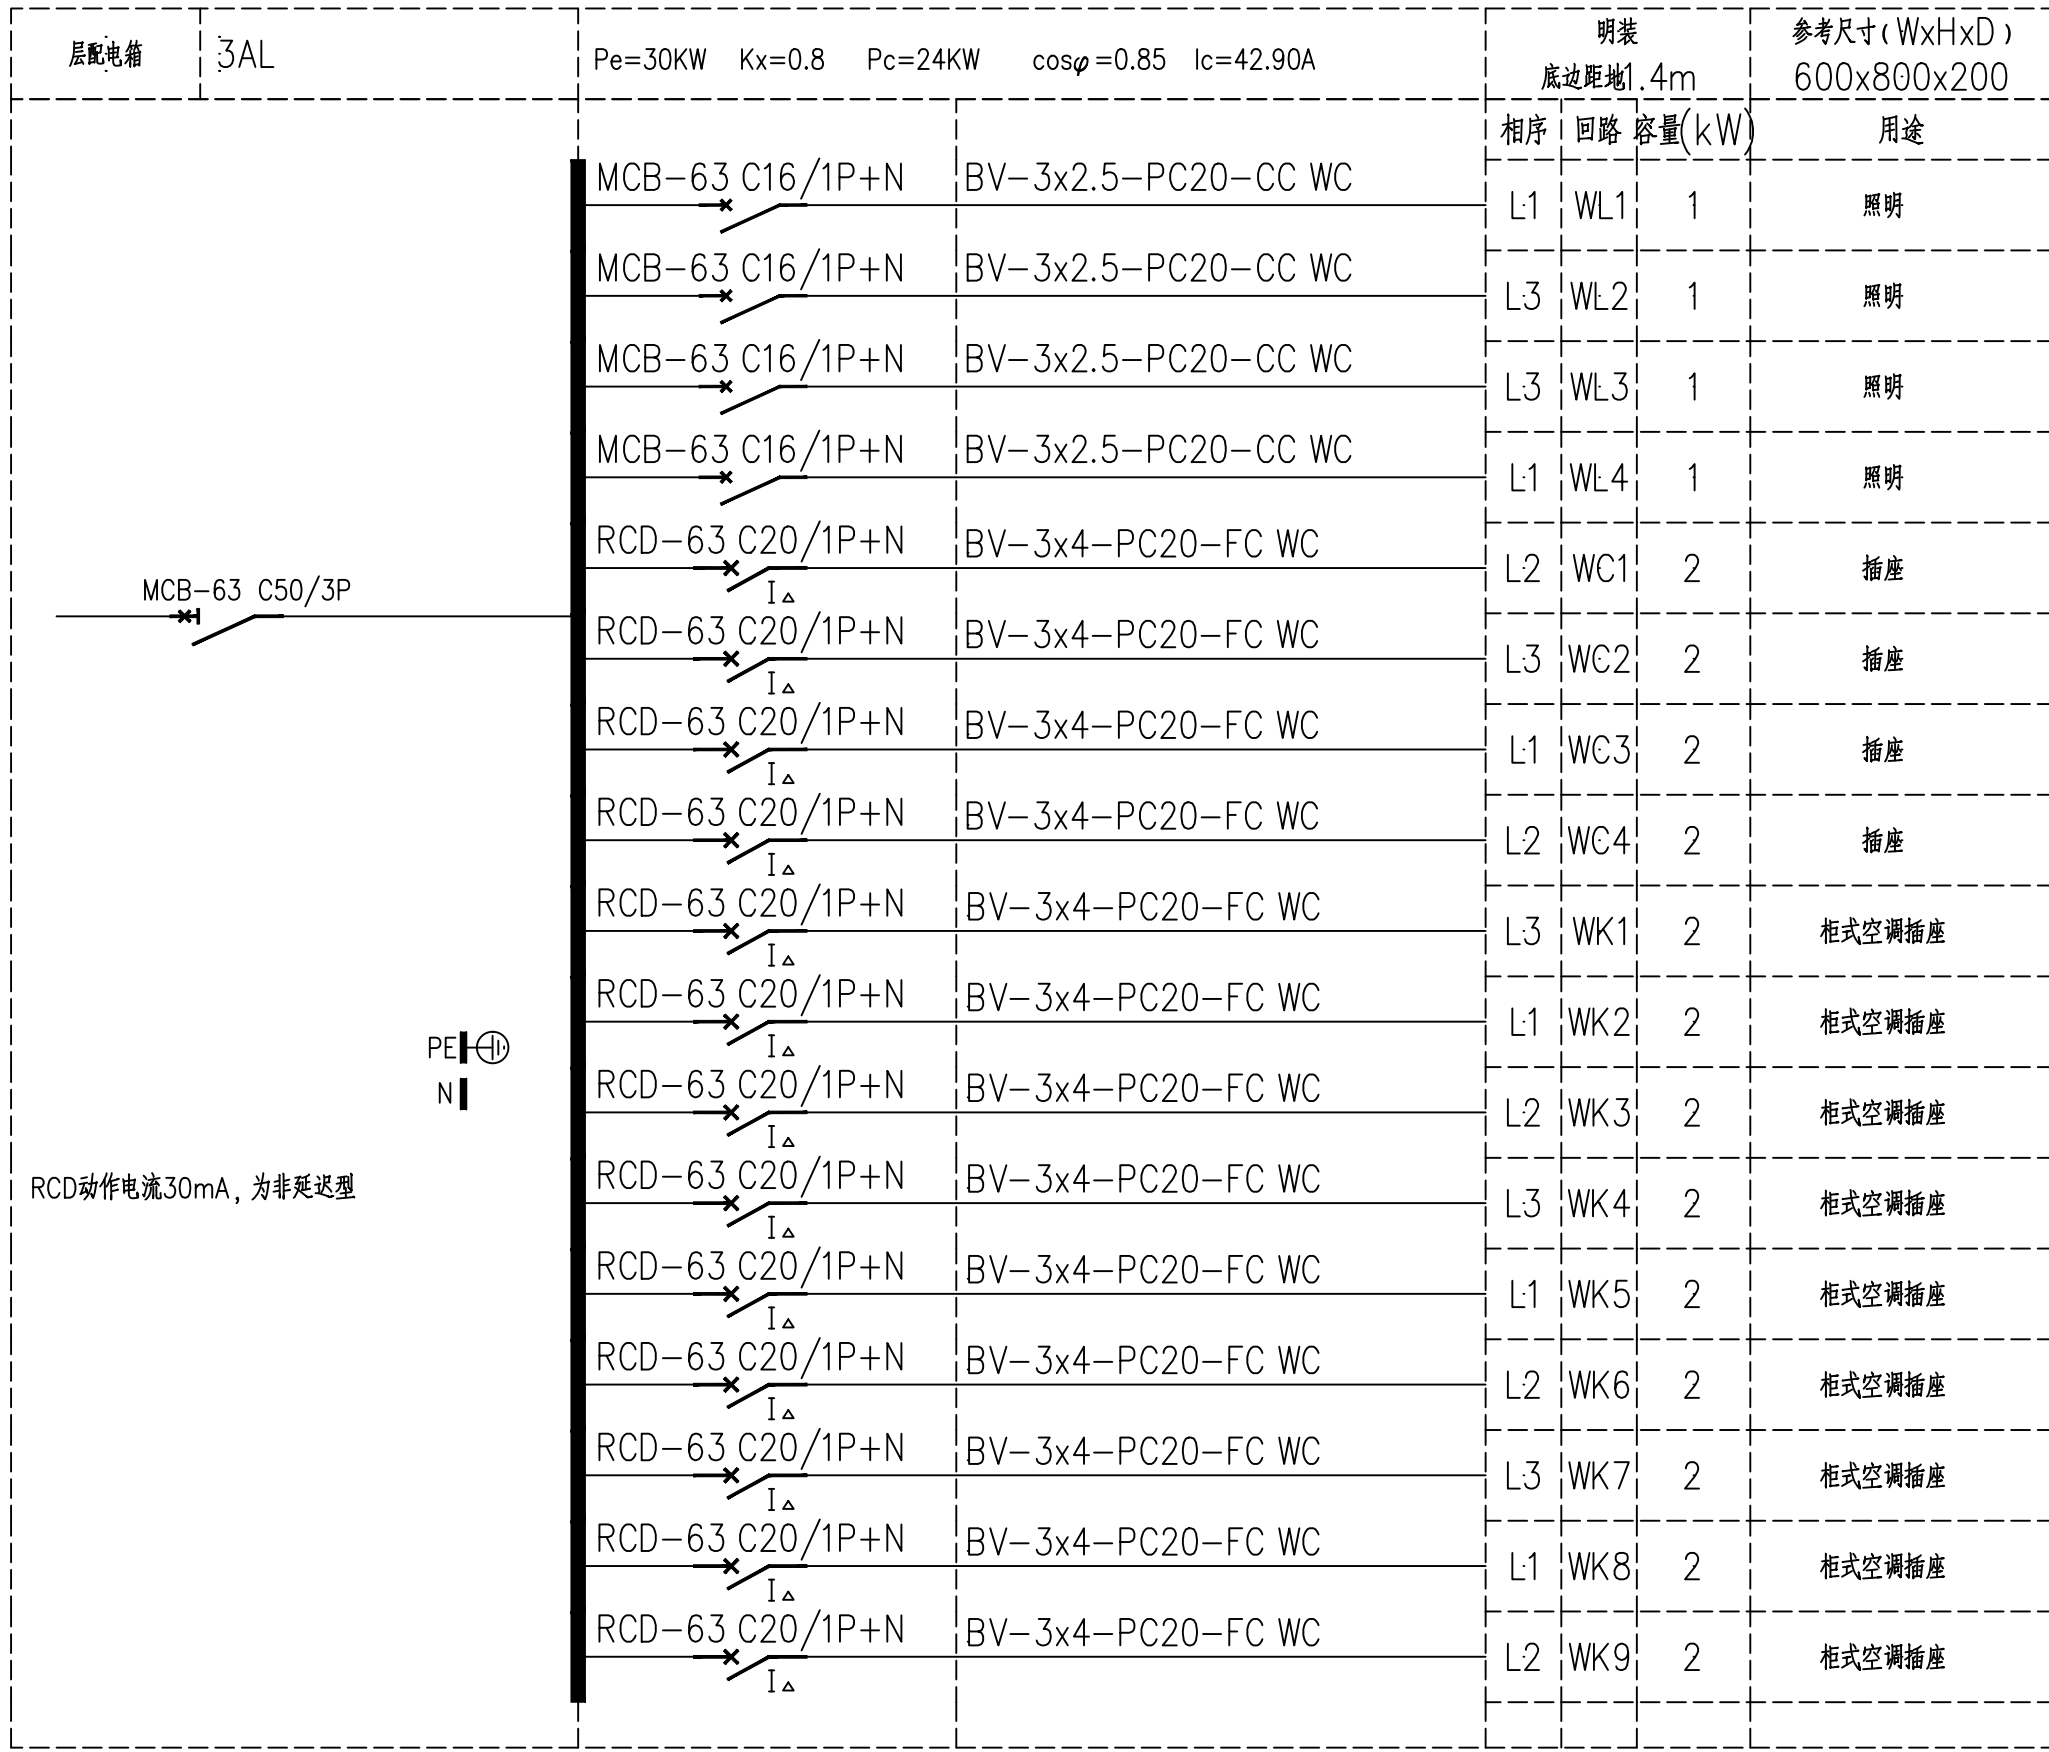 层配电箱 3AL Pe=30KW Kx=0.8 Pc=24KW cosφ=0.85 Ic=42.90A 明装 参考尺寸(WxHxD)
底边距地1.4m 600x800x200
相序 回路 容量(kW) 用途
MCB-63 C16/1P+N BV-3x2.5-PC20-CC WC L1 WL1 1 照明
MCB-63 C16/1P+N BV-3x2.5-PC20-CC WC L3 WL2 1 照明
MCB-63 C16/1P+N BV-3x2.5-PC20-CC WC L3 WL3 1 照明
MCB-63 C16/1P+N BV-3x2.5-PC20-CC WC L1 WL4 1 照明
RCD-63 C20/1P+N BV-3x4-PC20-FC WC L2 WC1 2 插座
I△
MCB-63 C50/3P
RCD-63 C20/1P+N BV-3x4-PC20-FC WC L3 WC2 2 插座
I△
RCD-63 C20/1P+N BV-3x4-PC20-FC WC L1 WC3 2 插座
I△
RCD-63 C20/1P+N BV-3x4-PC20-FC WC L2 WC4 2 插座
I△
RCD-63 C20/1P+N BV-3x4-PC20-FC WC L3 WK1 2 柜式空调插座
I△
RCD-63 C20/1P+N BV-3x4-PC20-FC WC L1 WK2 2 柜式空调插座
I△
PE
N
RCD-63 C20/1P+N BV-3x4-PC20-FC WC L2 WK3 2 柜式空调插座
I△
RCD-63 C20/1P+N BV-3x4-PC20-FC WC L3 WK4 2 柜式空调插座
I△
RCD动作电流30mA,为非延迟型
RCD-63 C20/1P+N BV-3x4-PC20-FC WC L1 WK5 2 柜式空调插座
I△
RCD-63 C20/1P+N BV-3x4-PC20-FC WC L2 WK6 2 柜式空调插座
I△
RCD-63 C20/1P+N BV-3x4-PC20-FC WC L3 WK7 2 柜式空调插座
I△
RCD-63 C20/1P+N BV-3x4-PC20-FC WC L1 WK8 2 柜式空调插座
I△
RCD-63 C20/1P+N BV-3x4-PC20-FC WC L2 WK9 2 柜式空调插座
I△